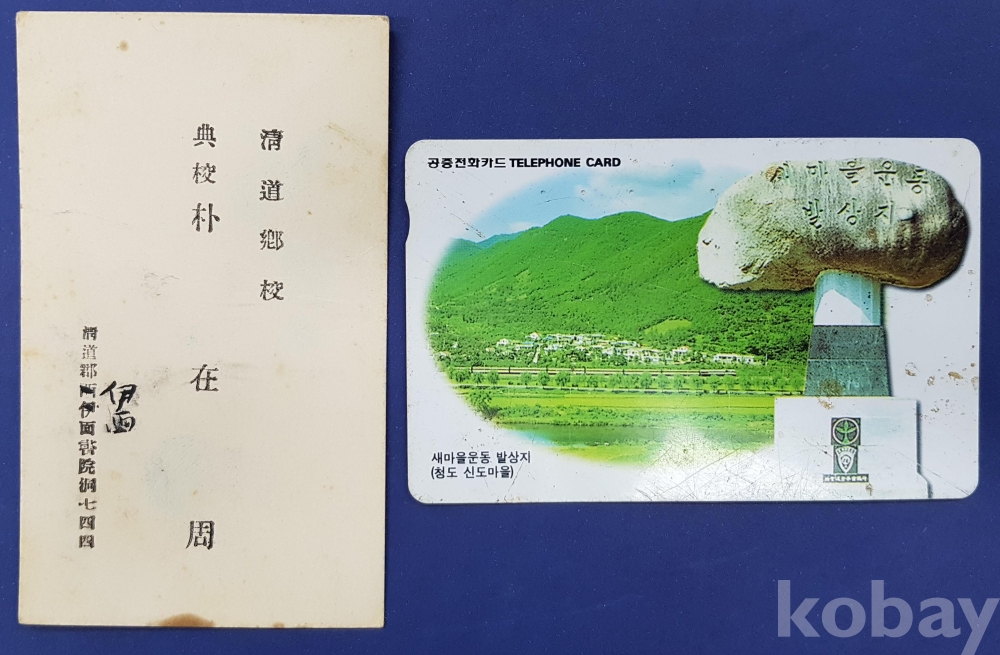 淸道鄕校
典校 朴在周
淸道郡西伊面書院洞七四四
伊西
공중전화카드 TELEPHONE CARD
새마을운동
발상지
새마을운동 발상지
(청도 신도마을)
kobay